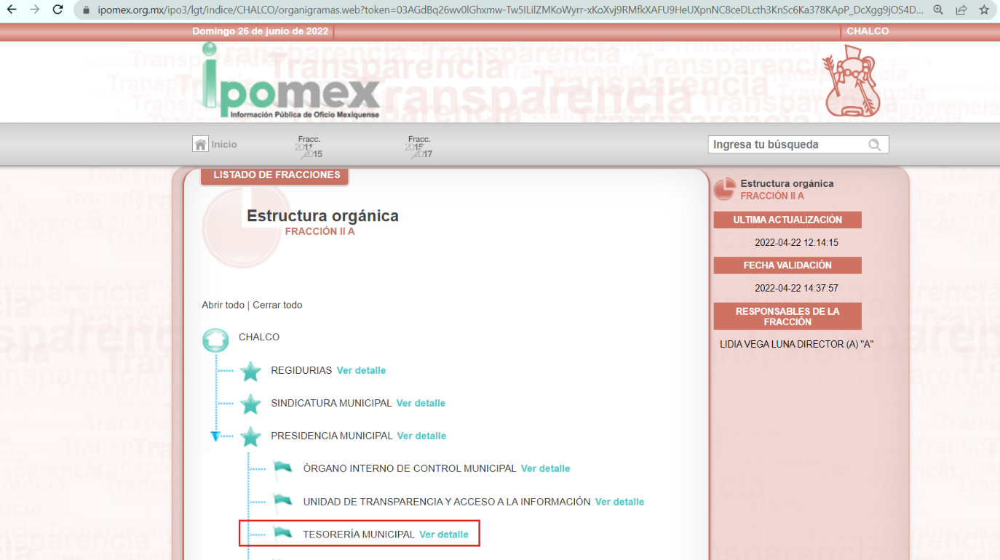 ipomex.org.mx/ipo3/lgt/indice/CHALCO/organigramas.web?token=03AGdBq26wv0lGhxmw-Tw5ILilZMKoWyrr-xKoXvj9RMfkXAFU9HeUXpnNC8ceDLcth3KnSc6Ka378KApP_DcXgg9jOS4D...
Domingo 26 de junio de 2022
CHALCO
ipomex
Información Pública de Oficio Mexiquense
Transparencia
Inicio
Fracc.
2011
2015
Fracc.
2015
2017
Ingresa tu búsqueda
LISTADO DE FRACCIONES
Estructura orgánica
FRACCIÓN II A
Abrir todo | Cerrar todo
CHALCO
REGIDURIAS Ver detalle
SINDICATURA MUNICIPAL Ver detalle
PRESIDENCIA MUNICIPAL Ver detalle
ÓRGANO INTERNO DE CONTROL MUNICIPAL Ver detalle
UNIDAD DE TRANSPARENCIA Y ACCESO A LA INFORMACIÓN Ver detalle
TESORERÍA MUNICIPAL Ver detalle
Estructura orgánica
FRACCIÓN II A
ULTIMA ACTUALIZACIÓN
2022-04-22 12:14:15
FECHA VALIDACIÓN
2022-04-22 14:37:57
RESPONSABLES DE LA
FRACCIÓN
LIDIA VEGA LUNA DIRECTOR (A) "A"